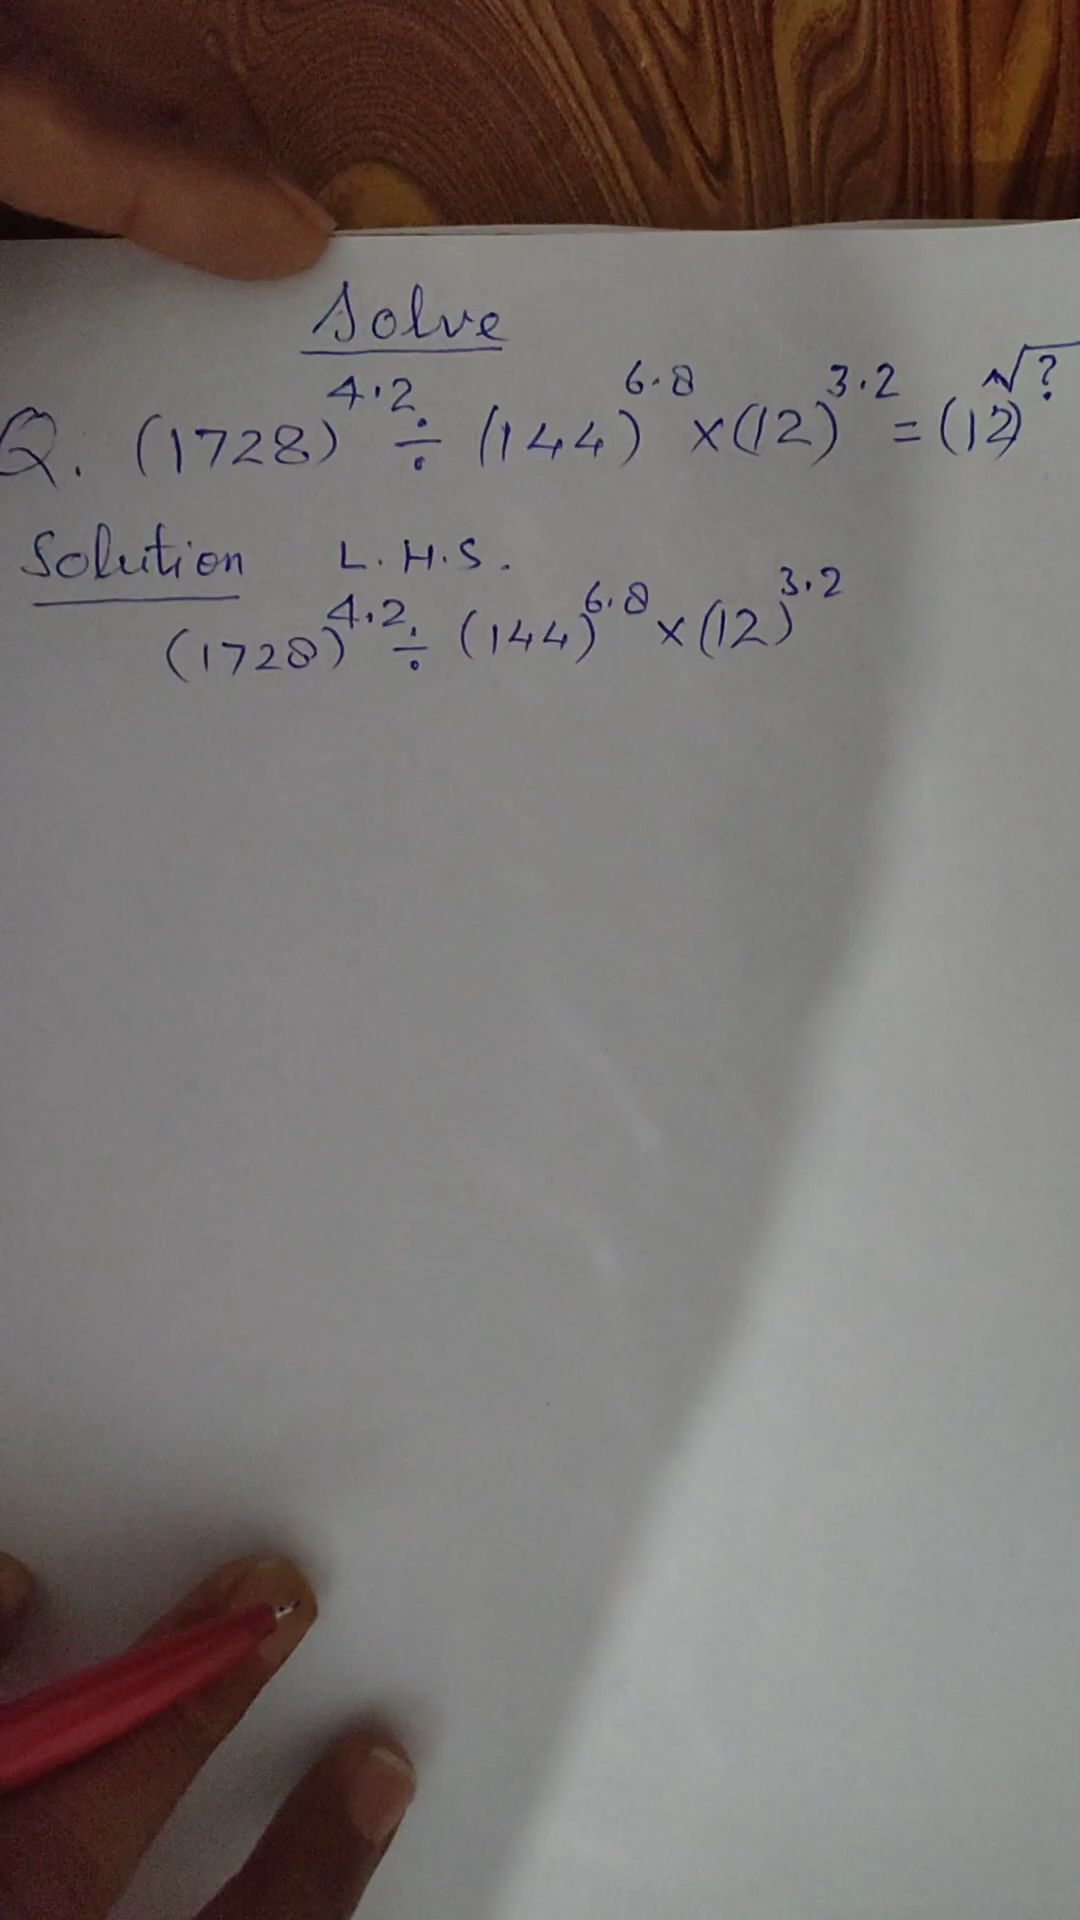 Solve
Q. (1728)^4.2 ÷ (144)^6.8 × (12)^3.2 = (12)^√?
Solution L.H.S.
(1728)^4.2 ÷ (144)^6.8 × (12)^3.2